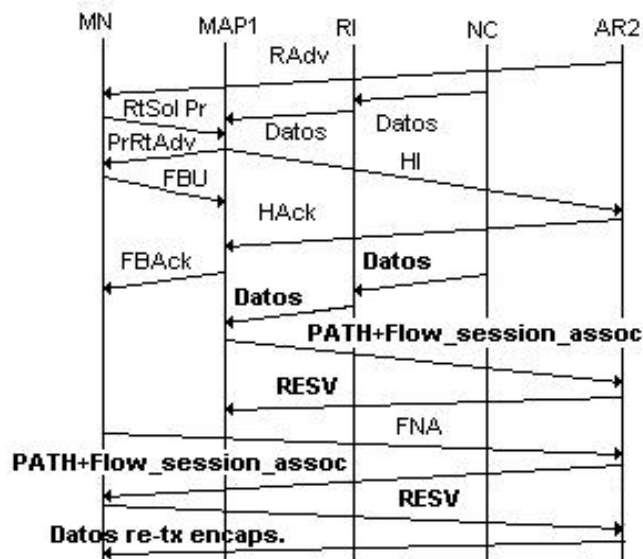 MN MAP1 RI NC AR2
RAdv
RtSol Pr
Datos
Datos
PrRtAdv
HI
FBU
HAck
FBAck
Datos
Datos
PATH+Flow_session_assoc
RESV
FNA
PATH+Flow_session_assoc
RESV
Datos re-tx encaps.